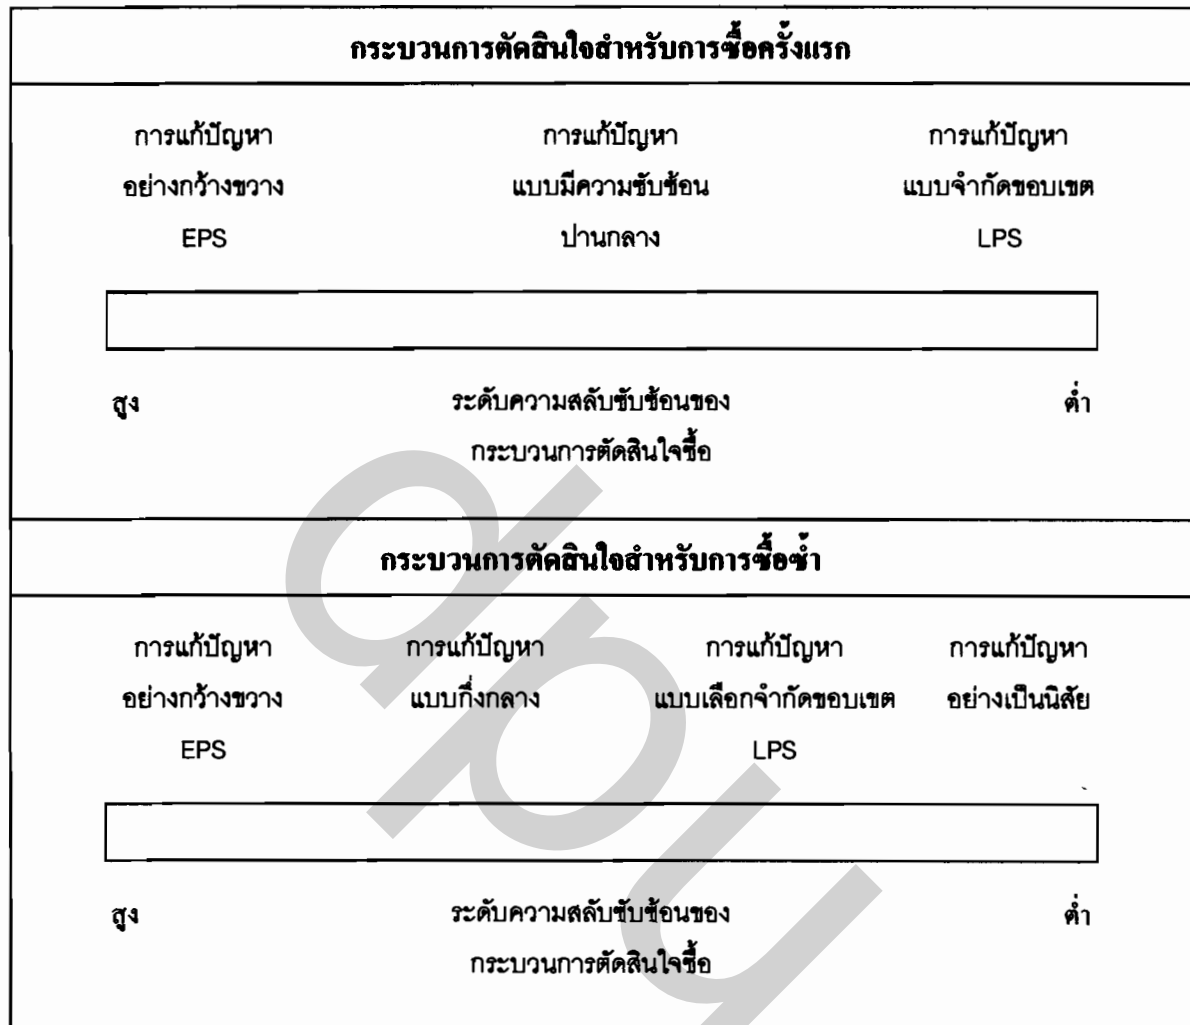 กระบวนการตัดสินใจสำหรับการซื้อครั้งแรก
การแก้ปัญหา การแก้ปัญหา การแก้ปัญหา
อย่างกว้างขวาง แบบมีความซับซ้อน แบบจำกัดขอบเขต
EPS ปานกลาง LPS
สูง ระดับความสลับซับซ้อนของ ต่ำ
กระบวนการตัดสินใจซื้อ
กระบวนการตัดสินใจสำหรับการซื้อซ้ำ
การแก้ปัญหา การแก้ปัญหา การแก้ปัญหา การแก้ปัญหา
อย่างกว้างขวาง แบบกึ่งกลาง แบบเลือกจำกัดขอบเขต อย่างเป็นนิสัย
EPS LPS
สูง ระดับความสลับซับซ้อนของ ต่ำ
กระบวนการตัดสินใจซื้อ
dpu